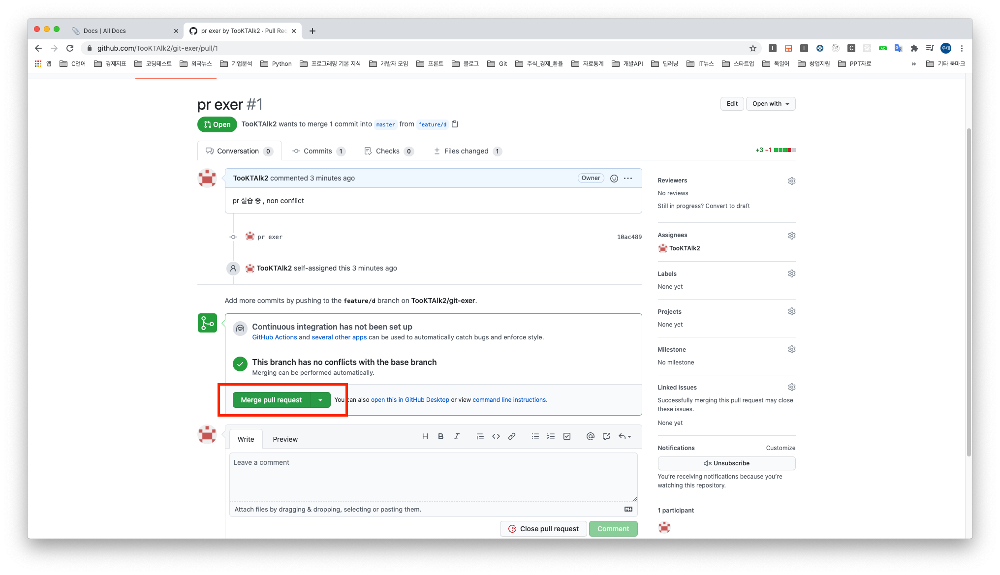 Docs | All Docs
pr exer by TooKTAlk2 · Pull Req
github.com/TooKTAlk2/git-exer/pull/1
우태
앱 C언어 경제지표 코딩테스트 외국뉴스 기업분석 Python 프로그래밍 기본 지식 개발자 모임 프론트 블로그 Git 주식_경제_환율 자료통계 개발API 딥러닝 IT뉴스 스타트업 독일어 창업지원 PPT자료 » 기타 북마크
pr exer #1
Edit
Open with
Open
TooKTAlk2 wants to merge 1 commit into master from feature/d
Conversation 0
Commits 1
Checks 0
Files changed 1
+3 −1
TooKTAlk2 commented 3 minutes ago
Owner
pr 실습 중 , non conflict
pr exer
10ac489
TooKTAlk2 self-assigned this 3 minutes ago
Add more commits by pushing to the feature/d branch on TooKTAlk2/git-exer.
Continuous integration has not been set up
GitHub Actions and several other apps can be used to automatically catch bugs and enforce style.
This branch has no conflicts with the base branch
Merging can be performed automatically.
Merge pull request
You can also open this in GitHub Desktop or view command line instructions.
Write
Preview
Leave a comment
Attach files by dragging & dropping, selecting or pasting them.
Close pull request
Comment
Reviewers
No reviews
Still in progress? Convert to draft
Assignees
TooKTAlk2
Labels
None yet
Projects
None yet
Milestone
No milestone
Linked issues
Successfully merging this pull request may close
these issues.
None yet
Notifications
Customize
Unsubscribe
You’re receiving notifications because you’re
watching this repository.
1 participant